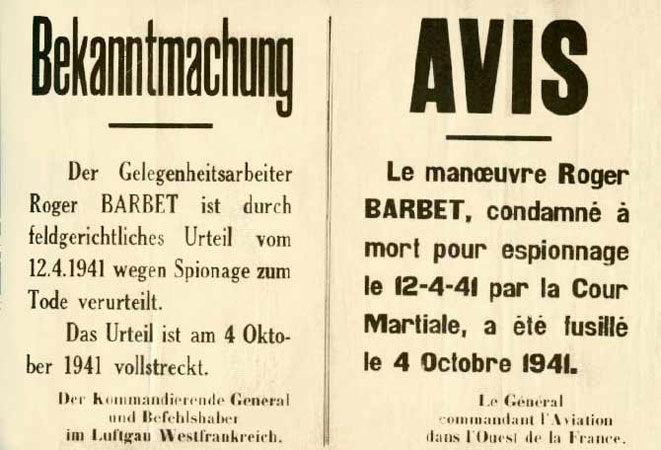 Bekanntmachung
Der Gelegenheitsarbeiter
Roger BARBET ist durch
feldgerichtliches Urteil vom
12.4.1941 wegen Spionage zum
Tode verurteilt.
Das Urteil ist am 4 Okto-
ber 1941 vollstreckt.
Der Kommandierende General
und Befehlshaber
im Luftgau Westfrankreich.
AVIS
Le manœuvre Roger
BARBET, condamné à
mort pour espionnage
le 12-4-41 par la Cour
Martiale, a été fusillé
le 4 Octobre 1941.
Le Général
commandant l'Aviation
dans l'Ouest de la France.